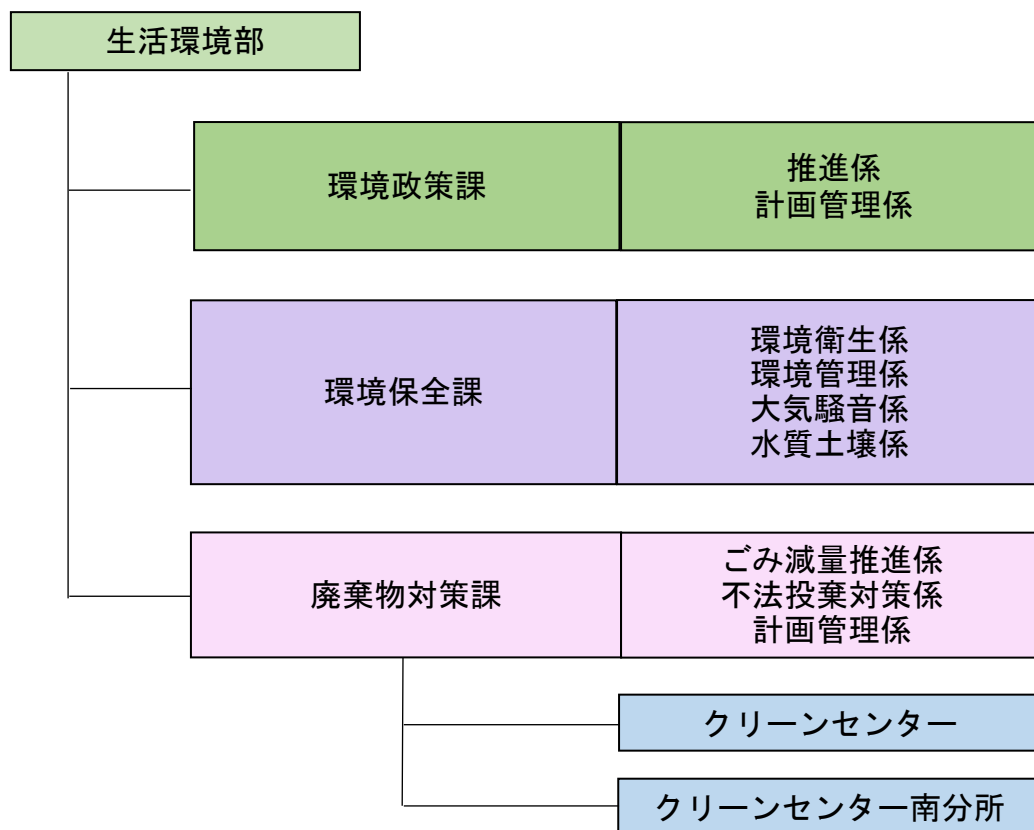 生活環境部
環境政策課
推進係
計画管理係
環境保全課
環境衛生係
環境管理係
大気騒音係
水質土壌係
廃棄物対策課
ごみ減量推進係
不法投棄対策係
計画管理係
クリーンセンター
クリーンセンター南分所